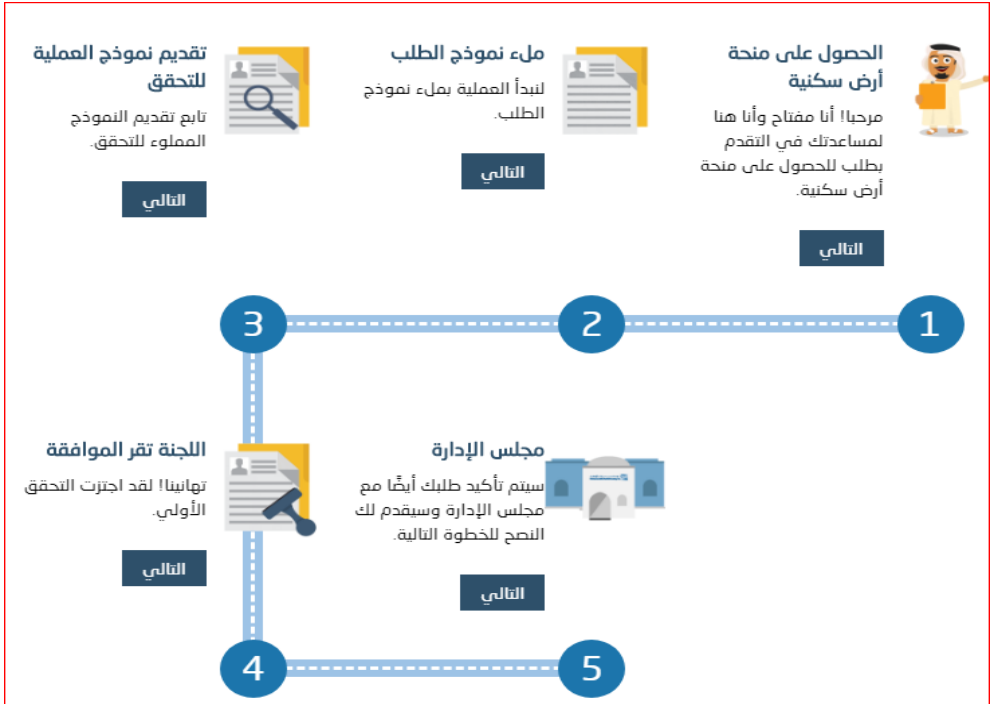 الحصول على منحة
أرض سكنية
مرحبا! أنا مفتاح وأنا هنا
لمساعدتك في التقدم
بطلب للحصول على منحة
أرض سكنية.
التالي
ملء نموذج الطلب
لنبدأ العملية بملء نموذج
الطلب.
التالي
تقديم نموذج العملية
للتحقق
تابع تقديم النموذج
المملوء للتحقق.
التالي
1
2
3
اللجنة تقر الموافقة
تهانينا! لقد اجتزت التحقق
الأولي.
التالي
مجلس الإدارة
سيتم تأكيد طلبك أيضًا مع
مجلس الإدارة وسيقدم لك
النصح للخطوة التالية.
التالي
4
5